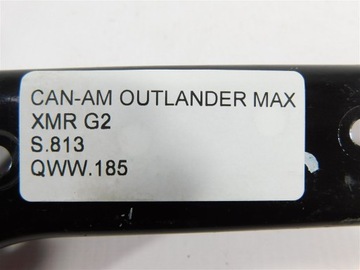 CAN-AM OUTLANDER MAX
XMR G2
S.813
QWW.185